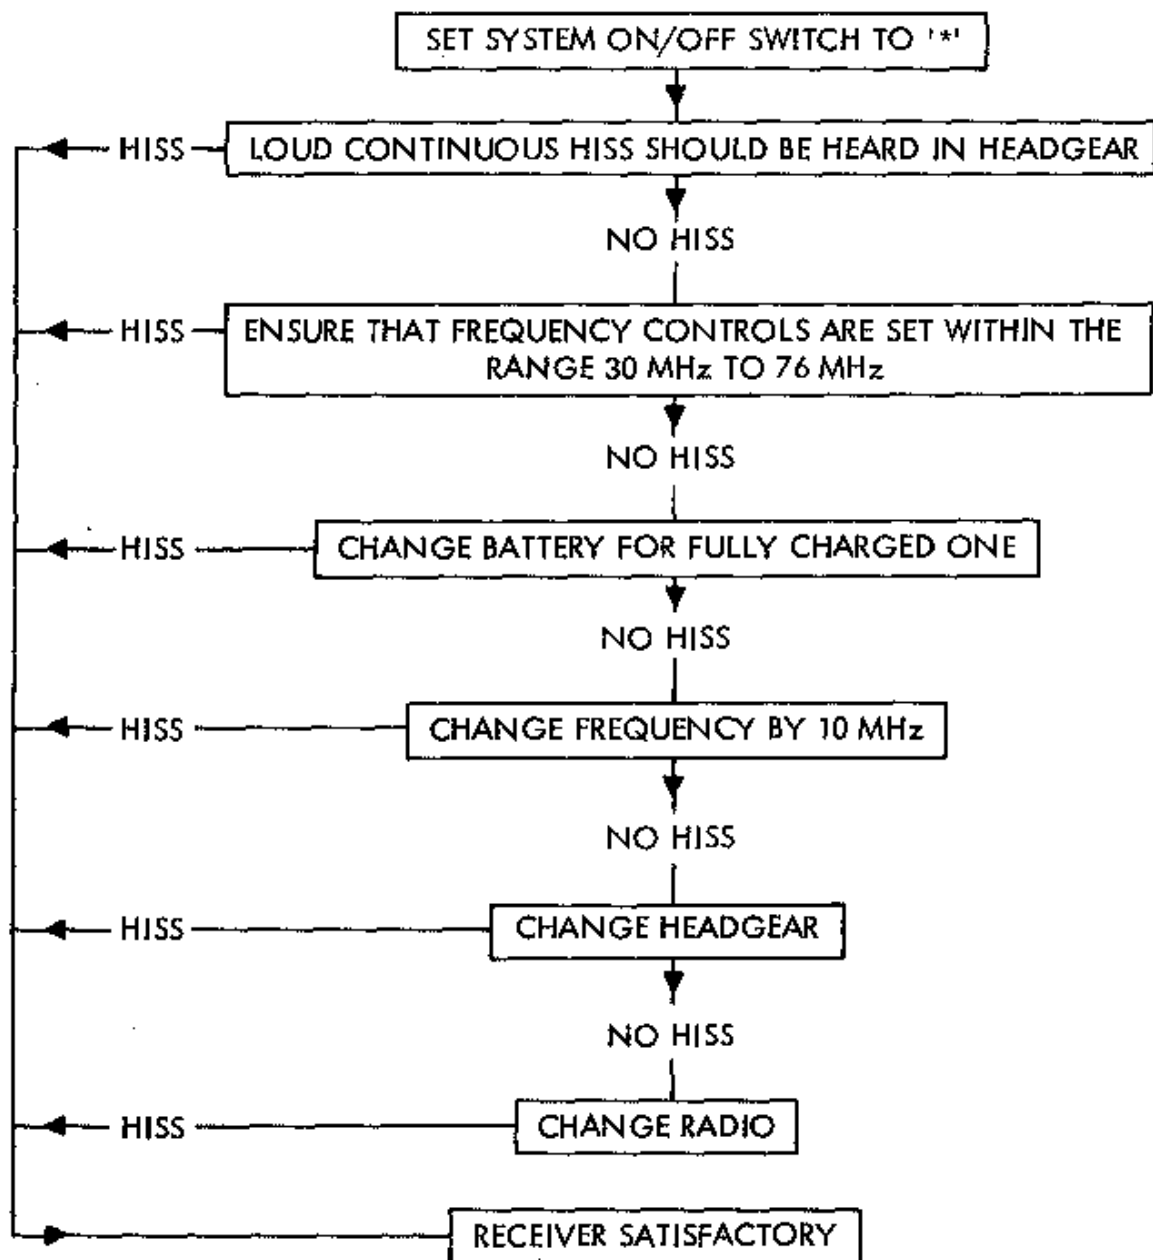 SET SYSTEM ON/OFF SWITCH TO '*'
HISS
LOUD CONTINUOUS HISS SHOULD BE HEARD IN HEADGEAR
NO HISS
HISS
ENSURE THAT FREQUENCY CONTROLS ARE SET WITHIN THE
RANGE 30 MHz TO 76 MHz
NO HISS
HISS
CHANGE BATTERY FOR FULLY CHARGED ONE
NO HISS
HISS
CHANGE FREQUENCY BY 10 MHz
NO HISS
HISS
CHANGE HEADGEAR
NO HISS
HISS
CHANGE RADIO
RECEIVER SATISFACTORY